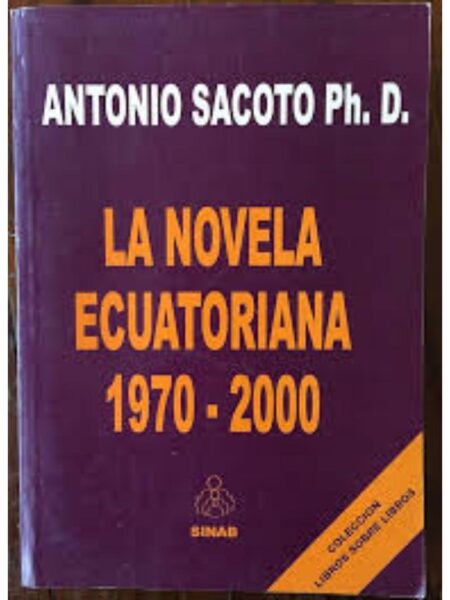 ANTONIO SACOTO Ph. D.
LA NOVELA
ECUATORIANA
1970 - 2000
SINAB
COLECCION
LIBROS SOBRE LIBROS